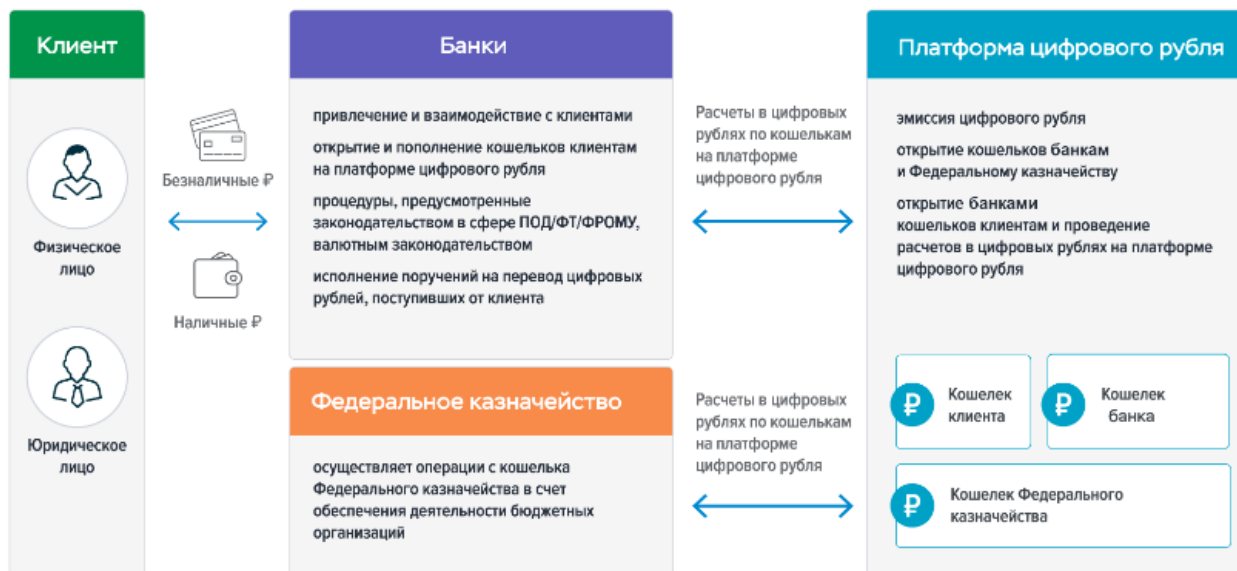 Клиент
Физическое
лицо
Юридическое
лицо
Безналичные ₽
Наличные ₽
Банки
привлечение и взаимодействие с клиентами
открытие и пополнение кошельков клиентам
на платформе цифрового рубля
процедуры, предусмотренные
законодательством в сфере ПОД/ФТ/ФРОМУ,
валютным законодательством
исполнение поручений на перевод цифровых
рублей, поступивших от клиента
Федеральное казначейство
осуществляет операции с кошелька
Федерального казначейства в счет
обеспечения деятельности бюджетных
организаций
Расчеты в цифровых
рублях по кошелькам
на платформе
цифрового рубля
Расчеты в цифровых
рублях по кошелькам
на платформе
цифрового рубля
Платформа цифрового рубля
эмиссия цифрового рубля
открытие кошельков банкам
и Федеральному казначейству
открытие банками
кошельков клиентам и проведение
расчетов в цифровых рублях на платформе
цифрового рубля
₽
Кошелек
клиента
₽
Кошелек
банка
₽
Кошелек Федерального
казначейства